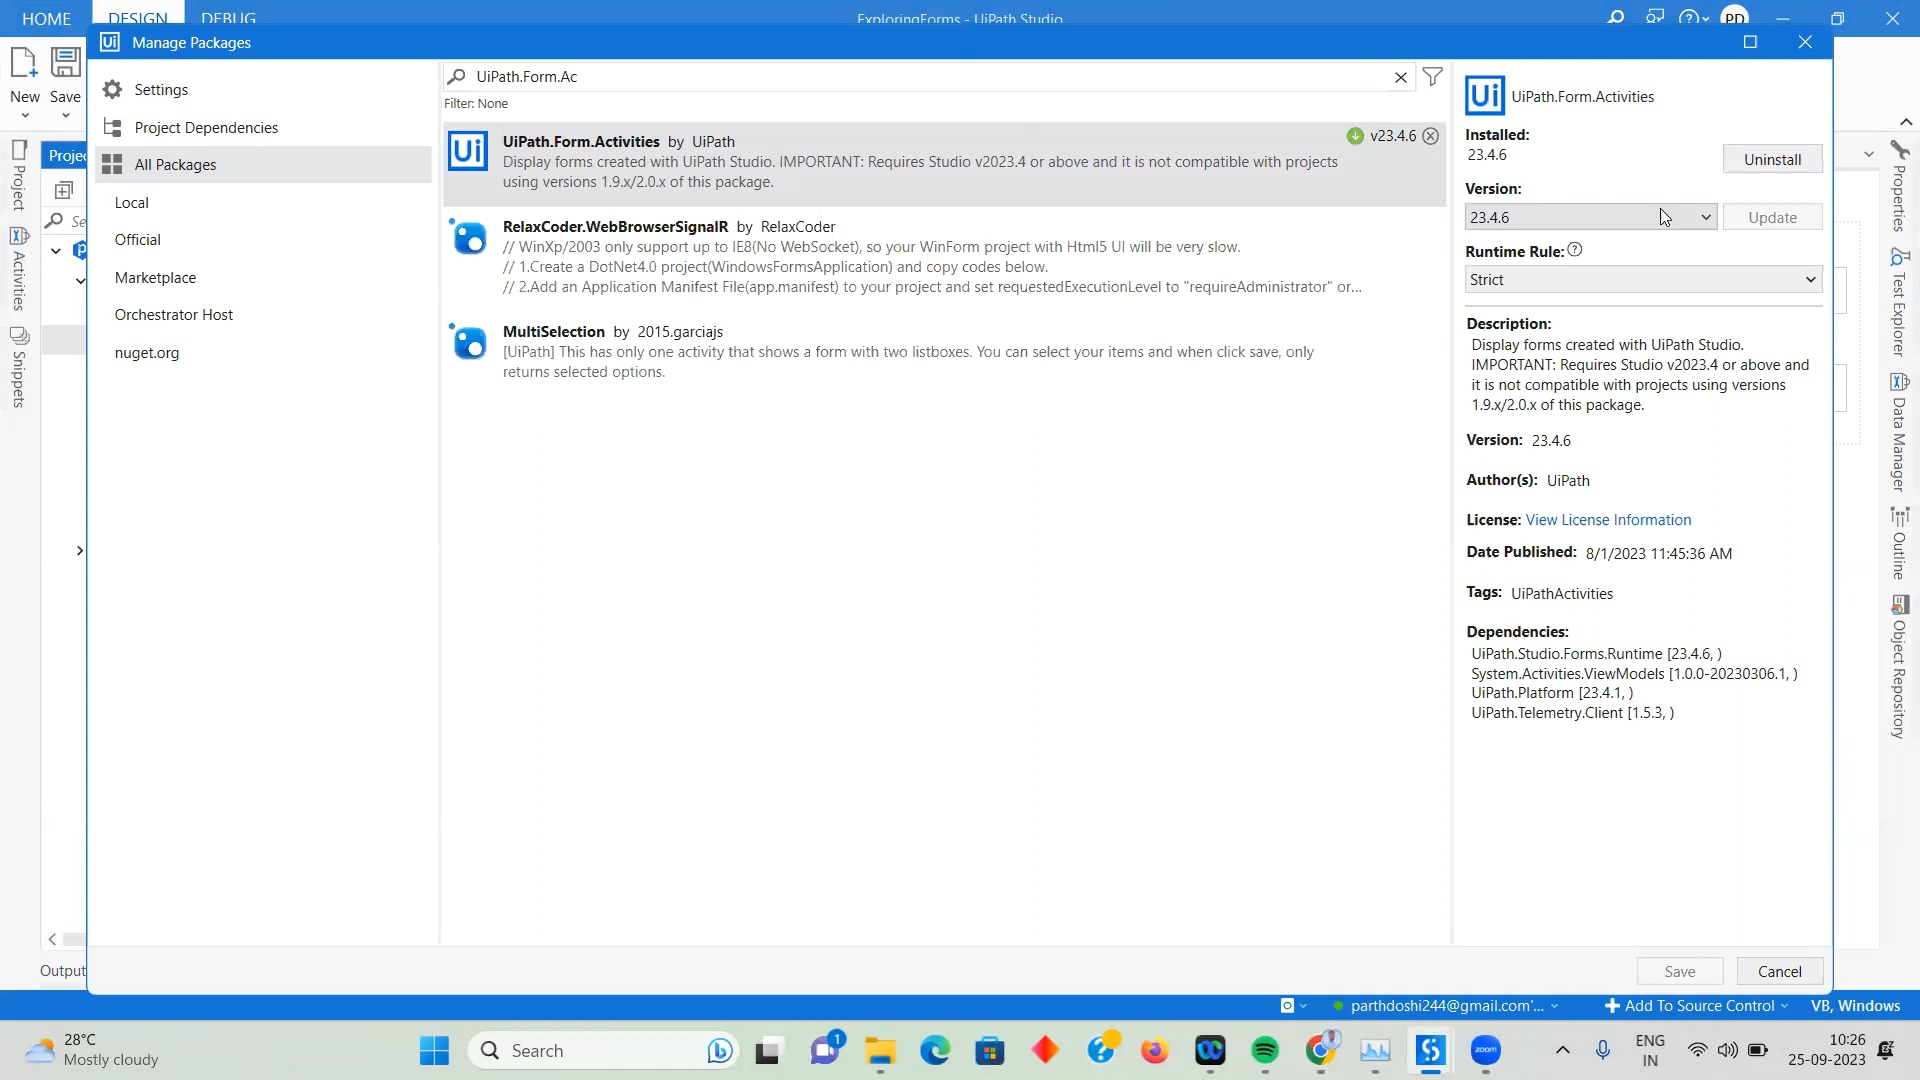 HOME
DESIGN
DEBUG
ExploringForms - UiPath Studio
PD
Ui
Manage Packages
New
Save
Project
Activities
Snippets
Settings
Project Dependencies
All Packages
Local
Official
Marketplace
Orchestrator Host
nuget.org
UiPath.Form.Ac
Filter: None
Ui
UiPath.Form.Activities by UiPath
v23.4.6
Display forms created with UiPath Studio. IMPORTANT: Requires Studio v2023.4 or above and it is not compatible with projects
using versions 1.9.x/2.0.x of this package.
RelaxCoder.WebBrowserSignalR by RelaxCoder
// WinXp/2003 only support up to IE8(No WebSocket), so your WinForm project with Html5 UI will be very slow.
// 1.Create a DotNet4.0 project(WindowsFormsApplication) and copy codes below.
// 2.Add an Application Manifest File(app.manifest) to your project and set requestedExecutionLevel to "requireAdministrator" or...
MultiSelection by 2015.garciajs
[UiPath] This has only one activity that shows a form with two listboxes. You can select your items and when click save, only
returns selected options.
Ui
UiPath.Form.Activities
Installed:
23.4.6
Uninstall
Version:
23.4.6
Update
Runtime Rule:
Strict
Description:
Display forms created with UiPath Studio.
IMPORTANT: Requires Studio v2023.4 or above and
it is not compatible with projects using versions
1.9.x/2.0.x of this package.
Version: 23.4.6
Author(s): UiPath
License: View License Information
Date Published: 8/1/2023 11:45:36 AM
Tags: UiPathActivities
Dependencies:
UiPath.Studio.Forms.Runtime [23.4.6, )
System.Activities.ViewModels [1.0.0-20230306.1, )
UiPath.Platform [23.4.1, )
UiPath.Telemetry.Client [1.5.3, )
Properties
Test Explorer
Data Manager
Outline
Object Repository
Output
Save
Cancel
parthdoshi244@gmail.com'...
Add To Source Control
VB, Windows
28°C
Mostly cloudy
Search
1
zoom
ENG
IN
10:26
25-09-2023